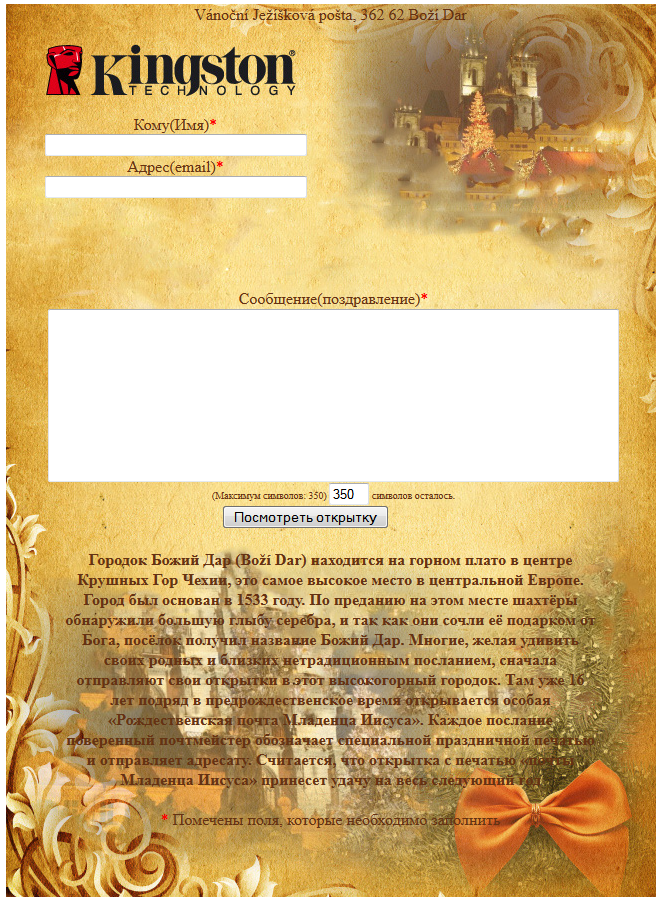 Vánoční Ježíšková pošta, 362 62 Boží Dar
Kingston®
TECHNOLOGY
Кому(Имя)*
Адрес(email)*
Сообщение(поздравление)*
(Максимум символов: 350) 350 символов осталось.
Посмотреть открытку
Городок Божий Дар (Boží Dar) находится на горном плато в центре
Крушных Гор Чехии, это самое высокое место в центральной Европе.
Город был основан в 1533 году. По преданию на этом месте шахтёры
обнаружили большую глыбу серебра, и так как они сочли её подарком от
Бога, посёлок получил название Божий Дар. Многие, желая удивить
своих родных и близких нетрадиционным посланием, сначала
отправляют свои открытки в этот высокогорный городок. Там уже 16
лет подряд в предрождественское время открывается особая
«Рождественская почта Младенца Иисуса». Каждое послание
поверенный почтмейстер обозначает специальной праздничной печатью
и отправляет адресату. Считается, что открытка с печатью «почты
Младенца Иисуса» принесет удачу на весь следующий год
* Помечены поля, которые необходимо заполнить